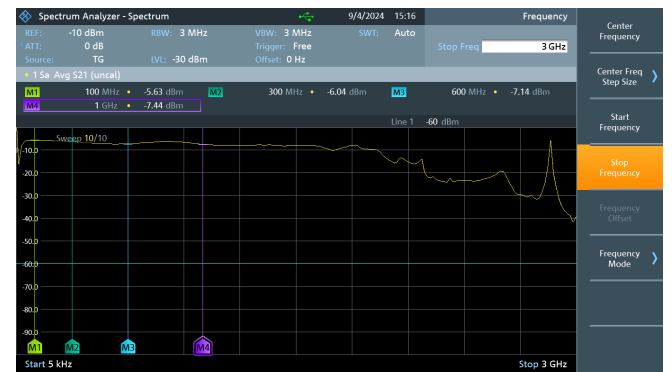 Spectrum Analyzer - Spectrum 9/4/2024 15:16 Frequency
REF: -10 dBm RBW: 3 MHz VBW: 3 MHz SWT: Auto
ATT: 0 dB Trigger: Free Stop Freq 3 GHz
Source: TG LVL: -30 dBm Offset: 0 Hz
• 1 Sa Avg S21 (uncal)
M1 100 MHz • -5.63 dBm M2 300 MHz • -6.04 dBm M3 600 MHz • -7.14 dBm
M4 1 GHz • -7.44 dBm
Line 1 -60 dBm
Sweep 10/10
-10.0
-20.0
-30.0
-40.0
-50.0
-60.0
-70.0
-80.0
-90.0
M1 M2 M3 M4
Start 5 kHz Stop 3 GHz
Center
Frequency
Center Freq
Step Size
Start
Frequency
Stop
Frequency
Frequency
Offset
Frequency
Mode